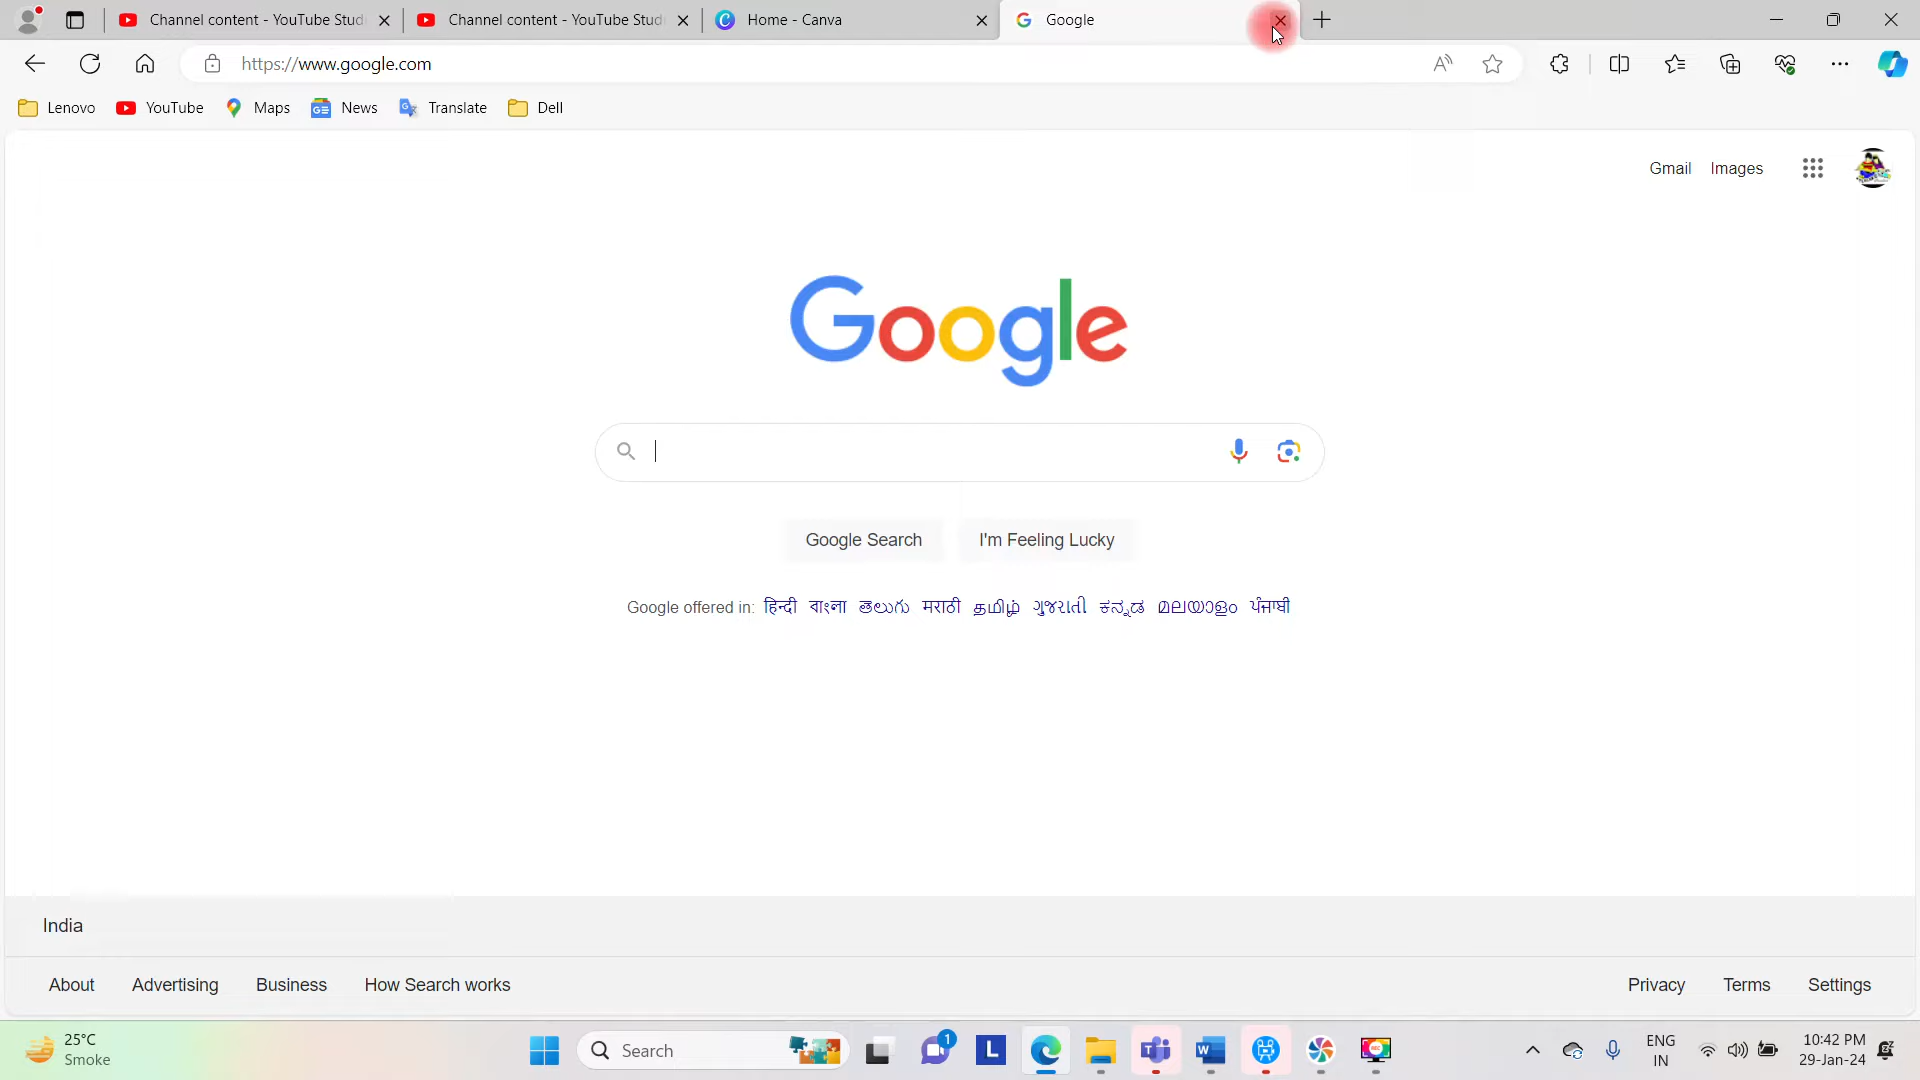 Channel content - YouTube Stud
Channel content - YouTube Stud
Home - Canva
Google
https://www.google.com
Lenovo YouTube Maps News Translate Dell
Gmail Images
Google
Google Search I'm Feeling Lucky
Google offered in: हिन्दी বাংলা తెలుగు मराठी தமிழ் ગુજરાતી ಕನ್ನಡ മലയാളം ਪੰਜਾਬੀ
India
About Advertising Business How Search works Privacy Terms Settings
25°C
Smoke
Search
1
L
ENG
IN
10:42 PM
29-Jan-24